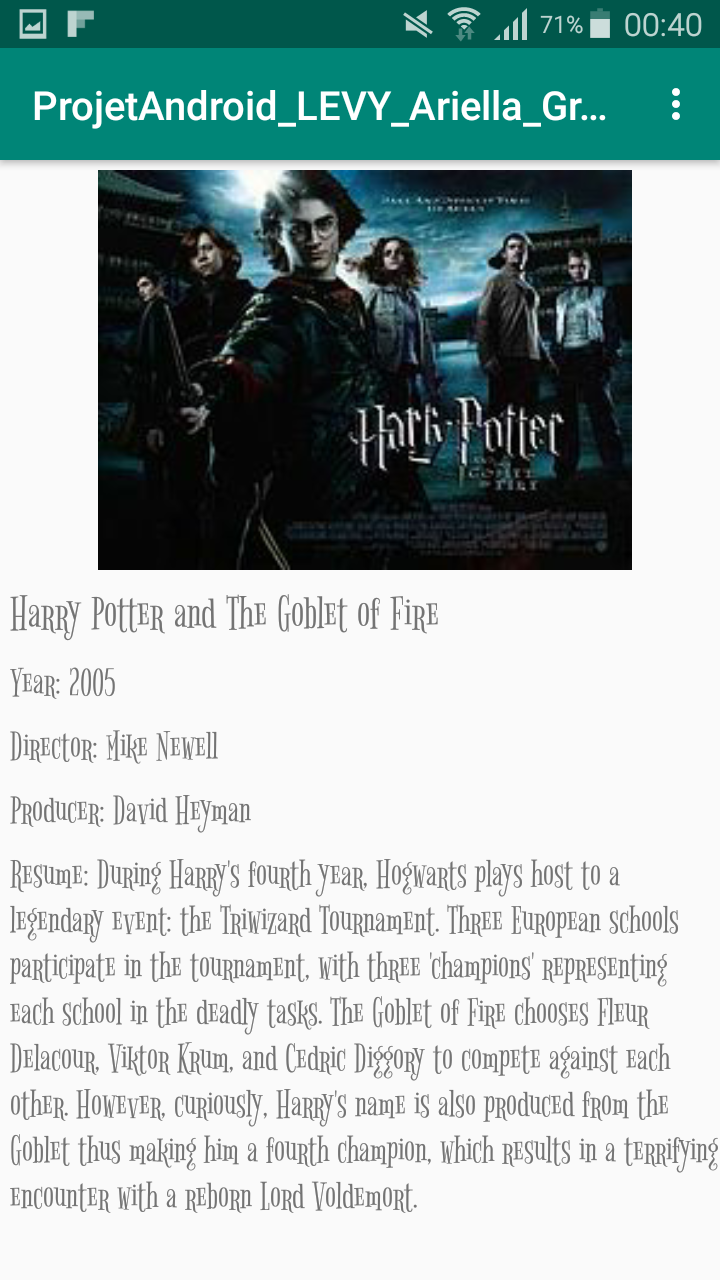 71% 00:40
ProjetAndroid_LEVY_Ariella_Gr...
Harry Potter
GOBLET
OF FIRE
Harry Potter and The Goblet of Fire
Year: 2005
Director: Mike Newell
Producer: David Heyman
Resume: During Harry's fourth year, Hogwarts plays host to a
legendary event: the Triwizard Tournament. Three European schools
participate in the tournament, with three 'champions' representing
each school in the deadly tasks. The Goblet of Fire chooses Fleur
Delacour, Viktor Krum, and Cedric Diggory to compete against each
other. However, curiously, Harry's name is also produced from the
Goblet thus making him a fourth champion, which results in a terrifying
encounter with a reborn Lord Voldemort.